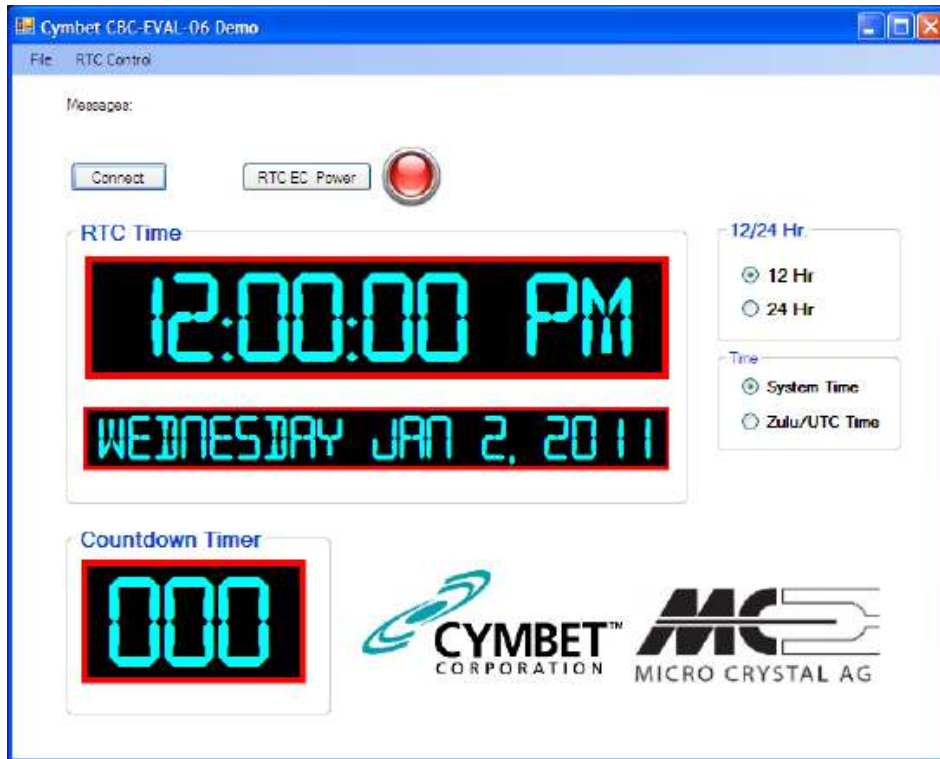 Cymbet CBC-EVAL-06 Demo
File RTC Control
Messages:
Connect
RTC EC Power
RTC Time
12:00:00 PM
WEDNESDAY JAN 2, 2011
12/24 Hr.
12 Hr
24 Hr
Time
System Time
Zulu/UTC Time
Countdown Timer
000
CYMBET™
CORPORATION
MC
MICRO CRYSTAL AG